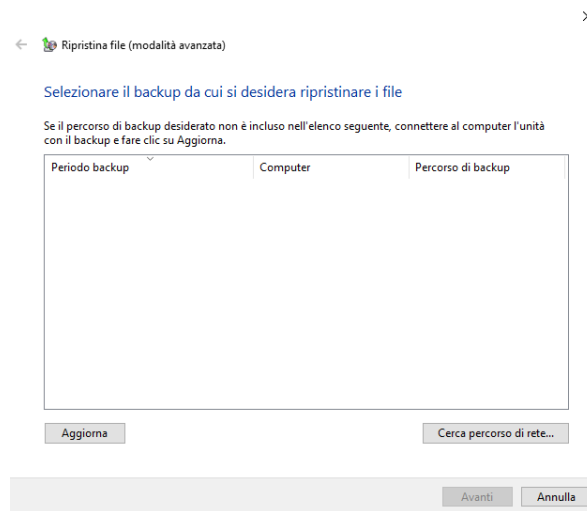 Ripristina file (modalità avanzata)
Selezionare il backup da cui si desidera ripristinare i file
Se il percorso di backup desiderato non è incluso nell'elenco seguente, connettere al computer l'unità
con il backup e fare clic su Aggiorna.
Periodo backup Computer Percorso di backup
Aggiorna Cerca percorso di rete...
Avanti Annulla